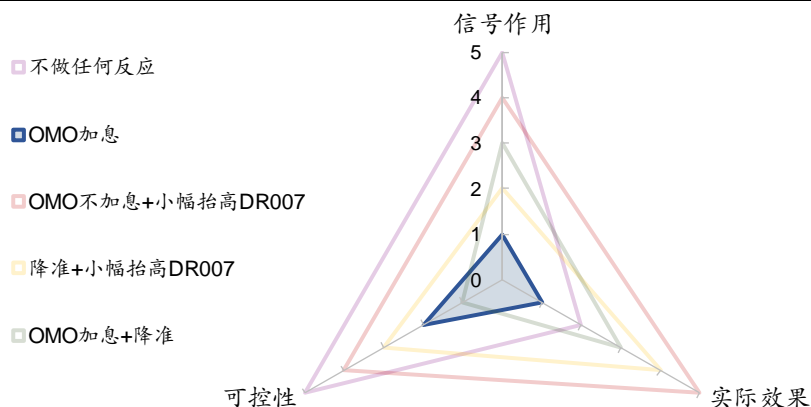 信号作用
5
不做任何反应
4
OMO加息
3
OMO不加息+小幅抬高DR007
2
降准+小幅抬高DR007
1
0
OMO加息+降准
可控性
实际效果